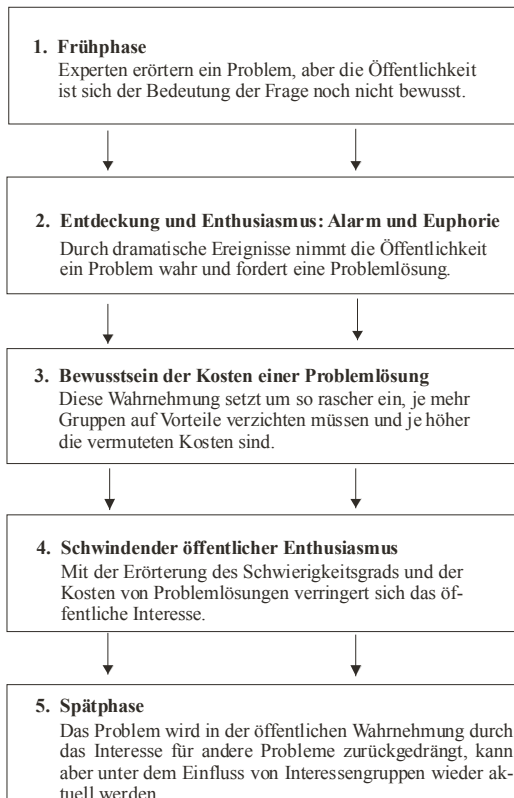 1. Frühphase
Experten erörtern ein Problem, aber die Öffentlichkeit
ist sich der Bedeutung der Frage noch nicht bewusst.
2. Entdeckung und Enthusiasmus: Alarm und Euphorie
Durch dramatische Ereignisse nimmt die Öffentlichkeit
ein Problem wahr und fordert eine Problemlösung.
3. Bewusstsein der Kosten einer Problemlösung
Diese Wahrnehmung setzt um so rascher ein, je mehr
Gruppen auf Vorteile verzichten müssen und je höher
die vermuteten Kosten sind.
4. Schwindender öffentlicher Enthusiasmus
Mit der Erörterung des Schwierigkeitsgrads und der
Kosten von Problemlösungen verringert sich das öf-
fentliche Interesse.
5. Spätphase
Das Problem wird in der öffentlichen Wahrnehmung durch
das Interesse für andere Probleme zurückgedrängt, kann
aber unter dem Einfluss von Interessengruppen wieder ak-
tuell werden